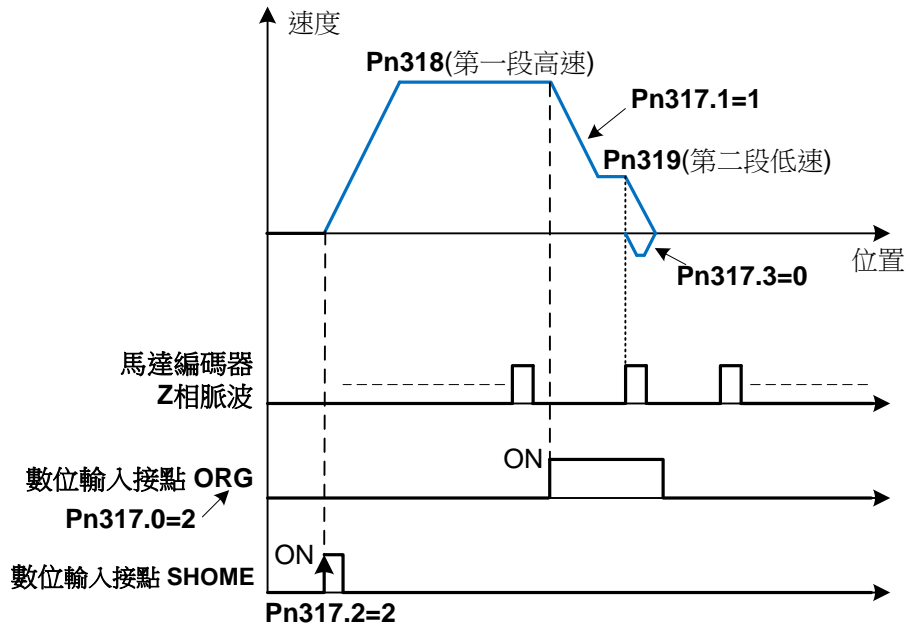 速度
Pn318(第一段高速)
Pn317.1=1
Pn319(第二段低速)
位置
Pn317.3=0
馬達編碼器
Z相脈波
ON
數位輸入接點 ORG
Pn317.0=2
ON
數位輸入接點 SHOME
Pn317.2=2